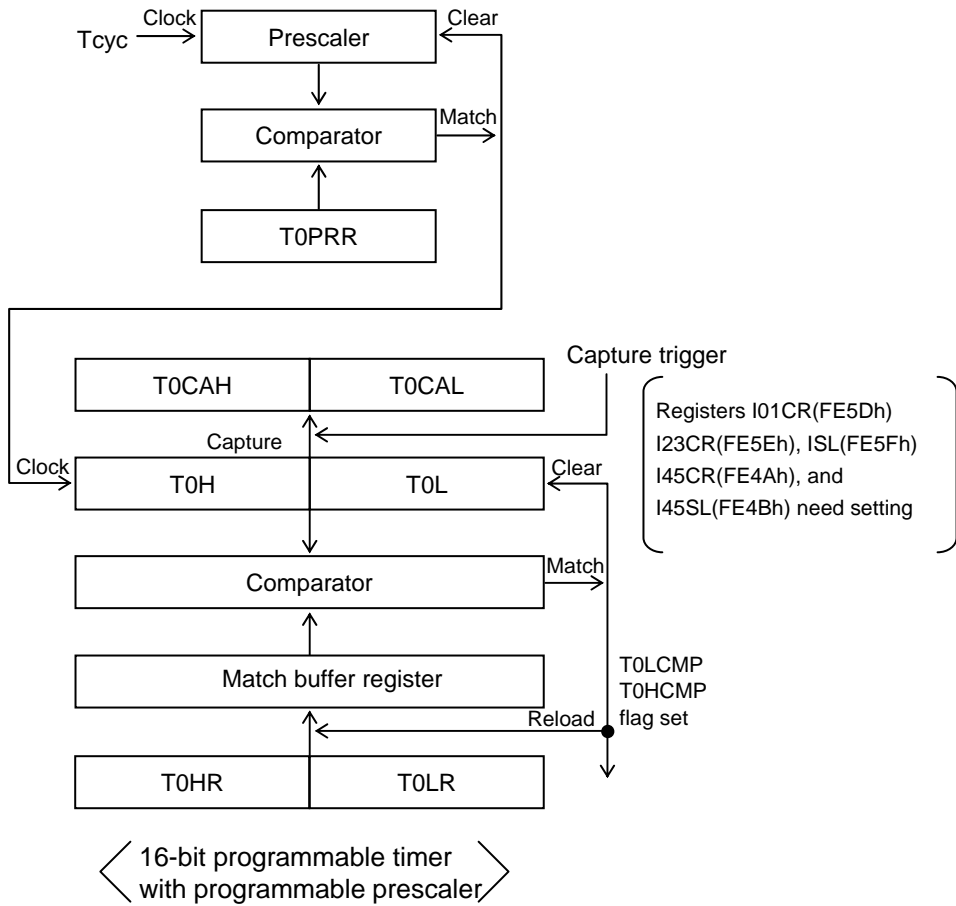 Clock
Clear
Tcyc
Prescaler
Match
Comparator
T0PRR
Capture trigger
T0CAH
T0CAL
Registers I01CR(FE5Dh)
I23CR(FE5Eh), ISL(FE5Fh)
I45CR(FE4Ah), and
I45SL(FE4Bh) need setting
Capture
Clock
Clear
T0H
T0L
Match
Comparator
Match buffer register
T0LCMP
T0HCMP
flag set
Reload
T0HR
T0LR
16-bit programmable timer
with programmable prescaler